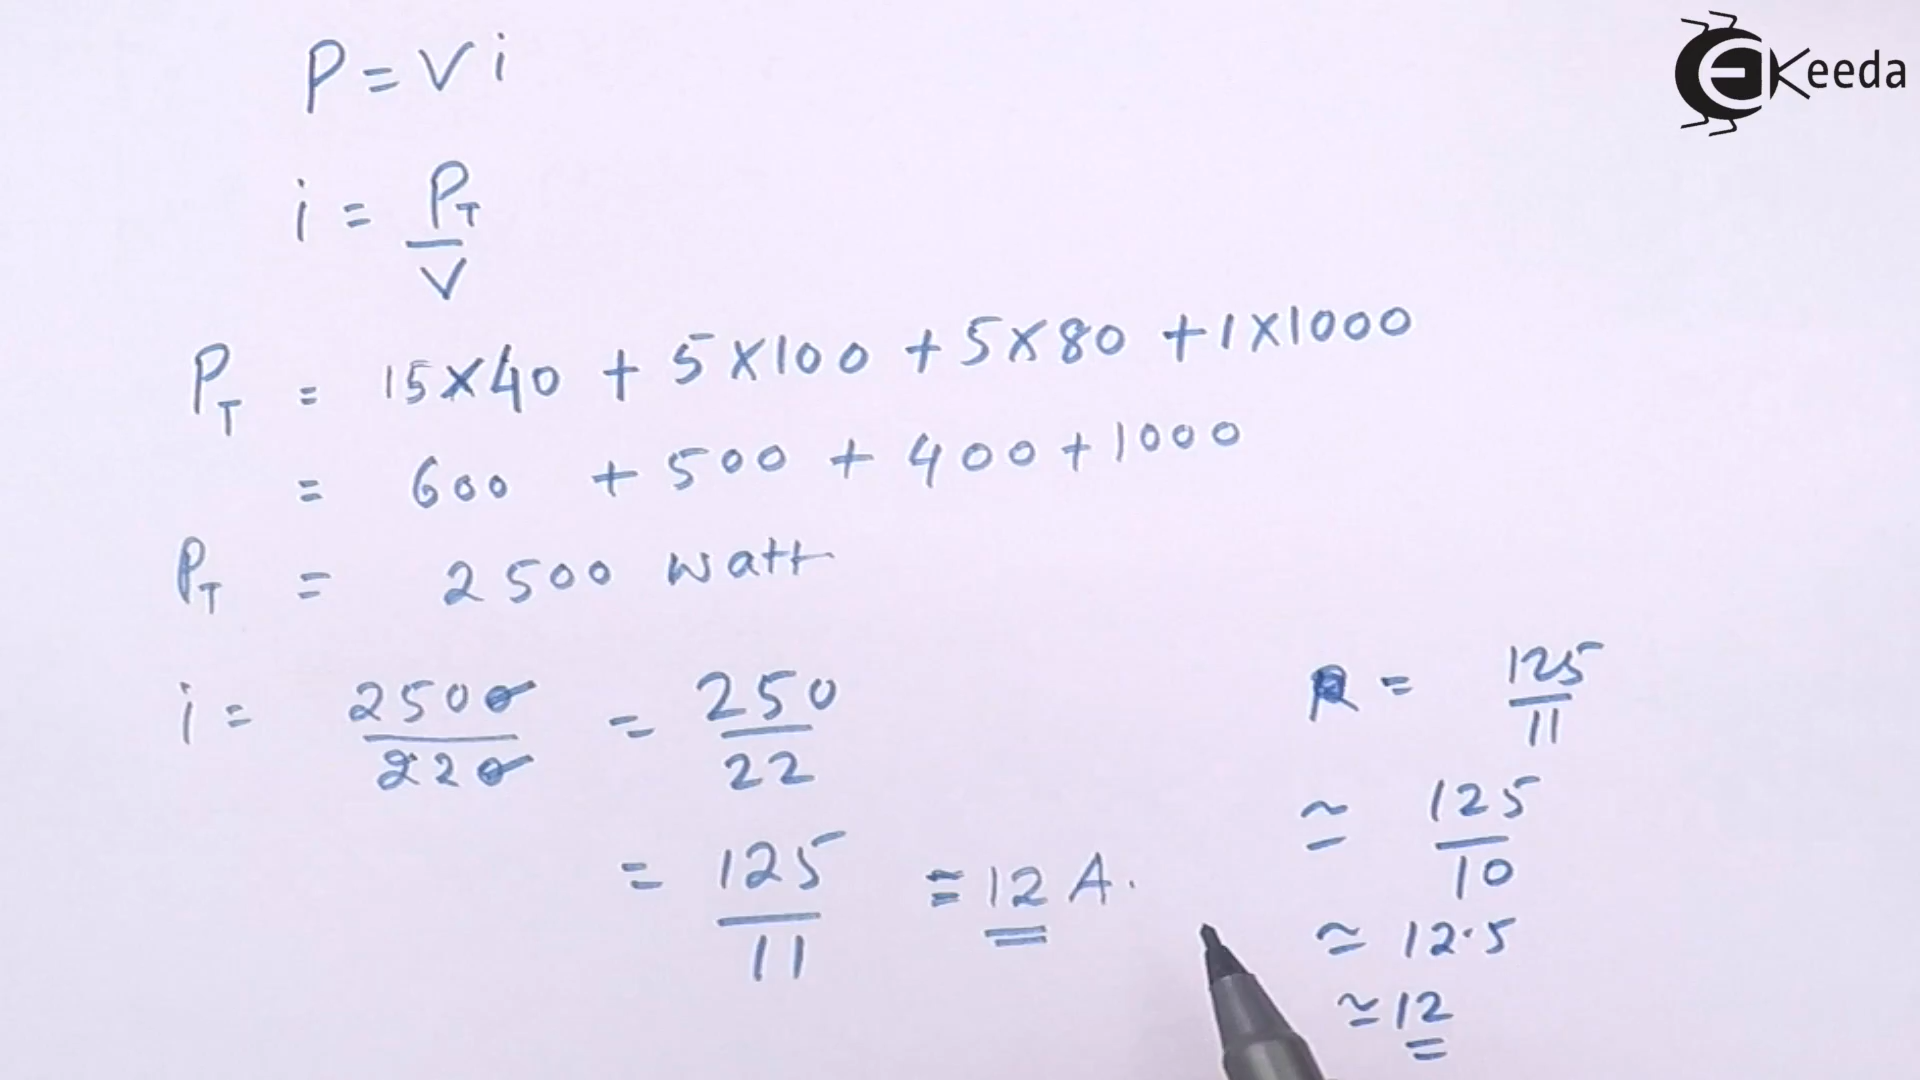 EKeeda
P = V i
i = P_T / V
P_T = 15 × 40 + 5 × 100 + 5 × 80 + 1 × 1000
= 600 + 500 + 400 + 1000
P_T = 2500 watt
i = 2500 / 220 = 250 / 22
= 125 / 11 ≅ 12 A.
= 125 / 11
≃ 125 / 10
≃ 12.5
≃ 12